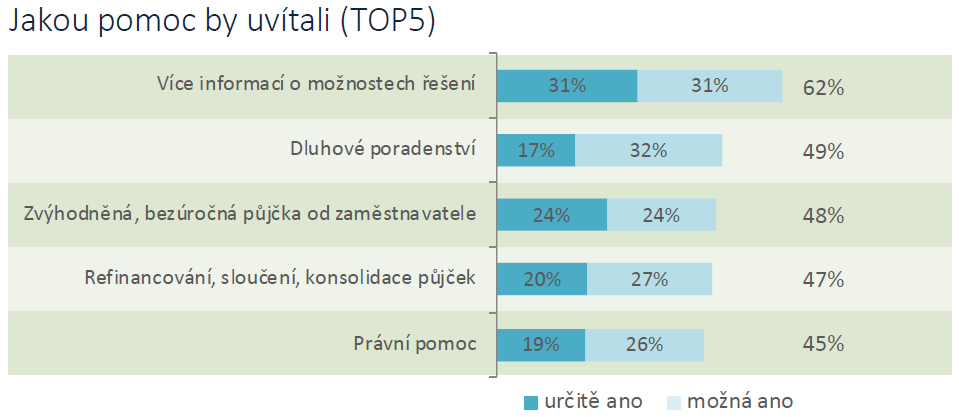 Jakou pomoc by uvítali (TOP5)
Více informací o možnostech řešení 31% 31% 62%
Dluhové poradenství 17% 32% 49%
Zvýhodněná, bezúročná půjčka od zaměstnavatele 24% 24% 48%
Refinancování, sloučení, konsolidace půjček 20% 27% 47%
Právní pomoc 19% 26% 45%
určitě ano možná ano